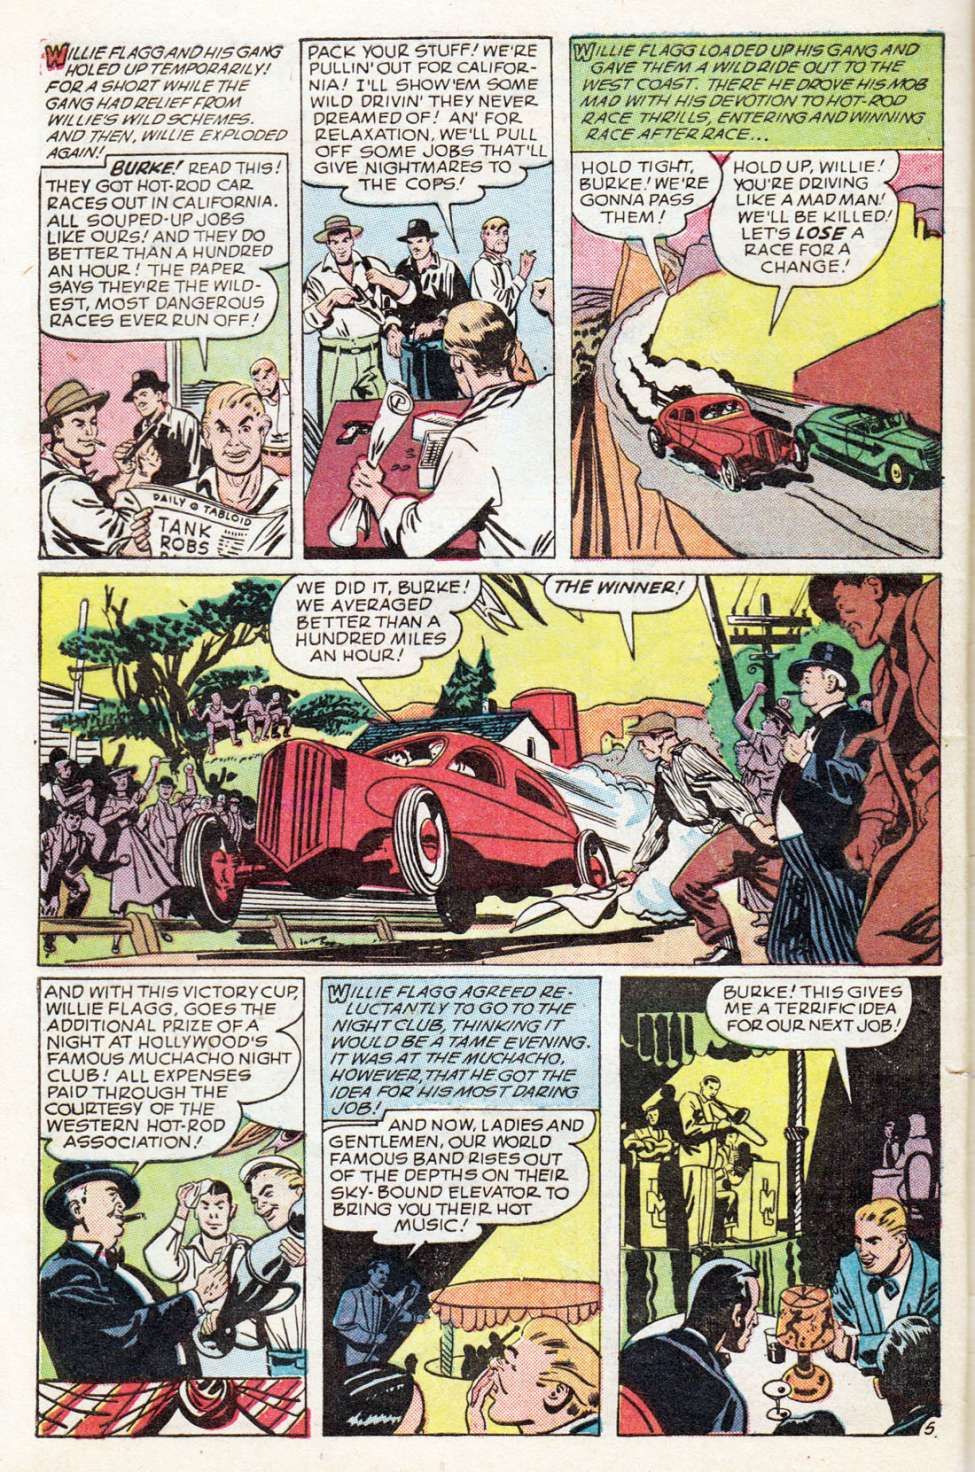 WILLIE FLAGG AND HIS GANG
HOLED UP TEMPORARILY!
FOR A SHORT WHILE THE
GANG HAD RELIEF FROM
WILLIE'S WILD SCHEMES.
AND THEN, WILLIE EXPLODED
AGAIN!
BURKE! READ THIS!
THEY GOT HOT-ROD CAR
RACES OUT IN CALIFORNIA.
ALL SOUPED-UP JOBS
LIKE OURS! AND THEY DO
BETTER THAN A HUNDRED
AN HOUR! THE PAPER
SAYS THEY'RE THE WILD-
EST, MOST DANGEROUS
RACES EVER RUN OFF!
DAILY TABLOID
TANK
ROBS
PACK YOUR STUFF! WE'RE
PULLIN' OUT FOR CALIFOR-
NIA! I'LL SHOW 'EM SOME
WILD DRIVIN' THEY NEVER
DREAMED OF! AN' FOR
RELAXATION, WE'LL PULL
OFF SOME JOBS THAT'LL
GIVE NIGHTMARES TO
THE COPS!
WILLIE FLAGG LOADED UP HIS GANG AND
GAVE THEM A WILD RIDE OUT TO THE
WEST COAST. THERE HE DROVE HIS MOB
MAD WITH HIS DEVOTION TO HOT-ROD
RACE THRILLS, ENTERING AND WINNING
RACE AFTER RACE...
HOLD TIGHT,
BURKE! WE'RE
GONNA PASS
THEM!
HOLD UP, WILLIE!
YOU'RE DRIVING
LIKE A MAD MAN!
WE'LL BE KILLED!
LET'S LOSE A
RACE FOR A
CHANGE!
WE DID IT, BURKE!
WE AVERAGED
BETTER THAN A
HUNDRED MILES
AN HOUR!
THE WINNER!
AND WITH THIS VICTORY CUP,
WILLIE FLAGG, GOES THE
ADDITIONAL PRIZE OF A
NIGHT AT HOLLYWOOD'S
FAMOUS MUCHACHO NIGHT
CLUB! ALL EXPENSES
PAID THROUGH THE
COURTESY OF THE
WESTERN HOT-ROD
ASSOCIATION!
WILLIE FLAGG AGREED RE-
LUCTANTLY TO GO TO THE
NIGHT CLUB, THINKING IT
WOULD BE A TAME EVENING.
IT WAS AT THE MUCHACHO,
HOWEVER, THAT HE GOT THE
IDEA FOR HIS MOST DARING
JOB!
AND NOW, LADIES AND
GENTLEMEN, OUR WORLD
FAMOUS BAND RISES OUT
OF THE DEPTHS ON THEIR
SKY-BOUND ELEVATOR TO
BRING YOU THEIR HOT
MUSIC!
BURKE! THIS GIVES
ME A TERRIFIC IDEA
FOR OUR NEXT JOB!
5.